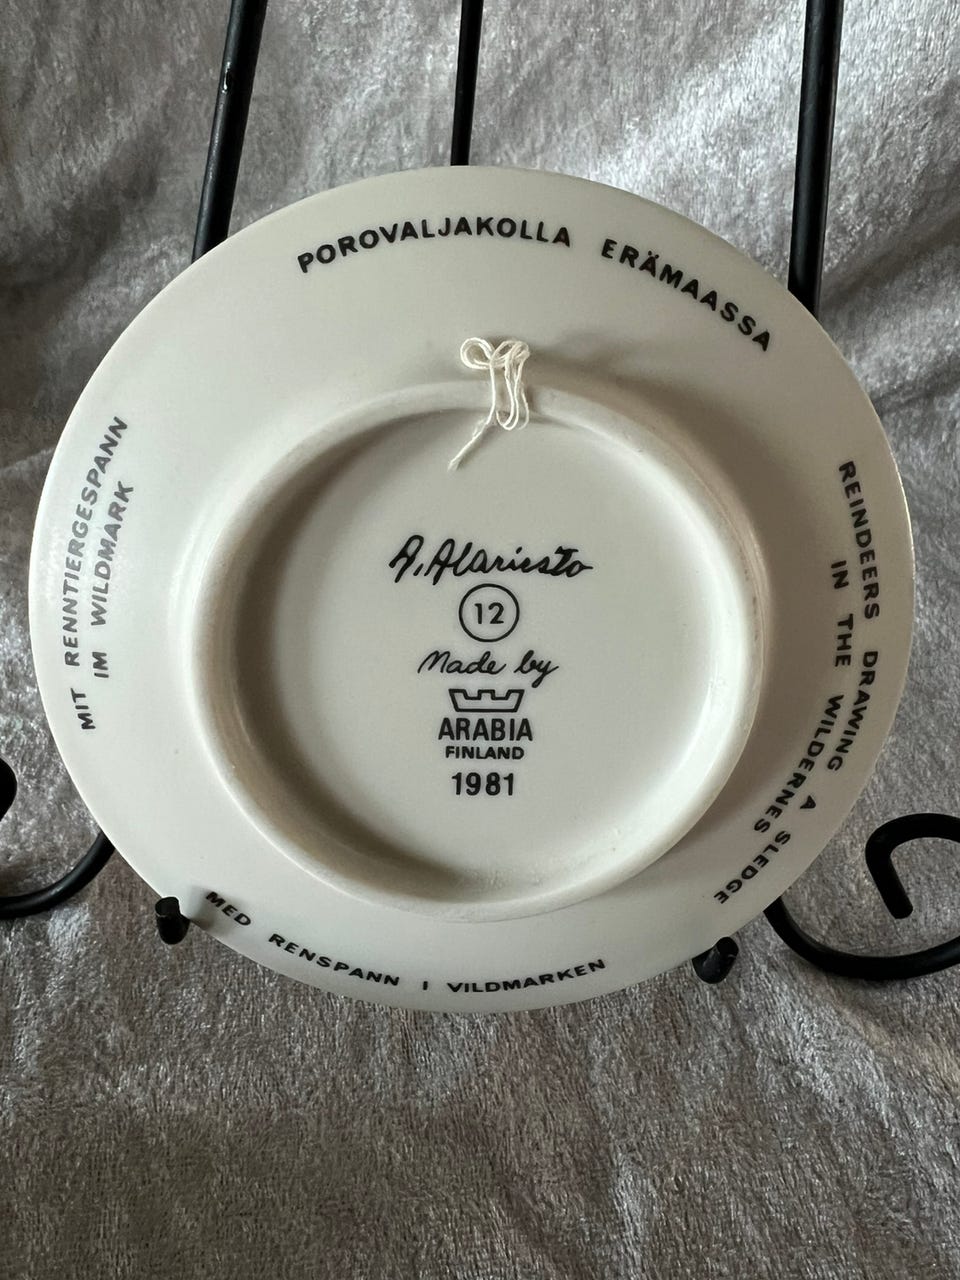 POROVALJAKOLLA ERÄMAASSA
REINDEERS DRAWING A SLEDGE
IN THE WILDERNES
MED RENSPANN I VILDMARKEN
MIT RENNTIERGESPANN
IM WILDMARK
A. Alariesto
12
Made by
ARABIA
FINLAND
1981